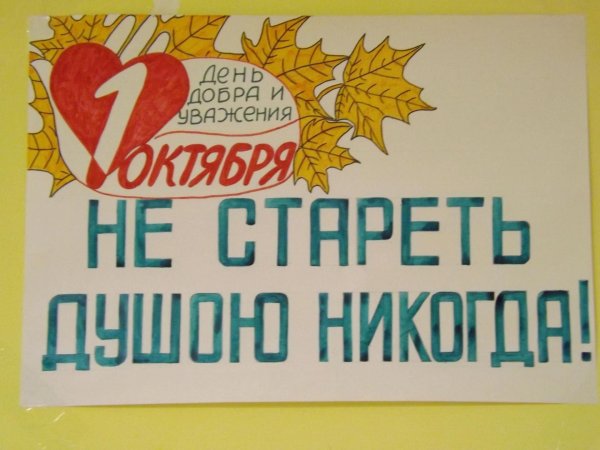 1
ДЕНЬ
ДОБРА И
УВАЖЕНИЯ
ОКТЯБРЯ
НЕ СТАРЕТЬ
ДУШОЮ НИКОГДА!